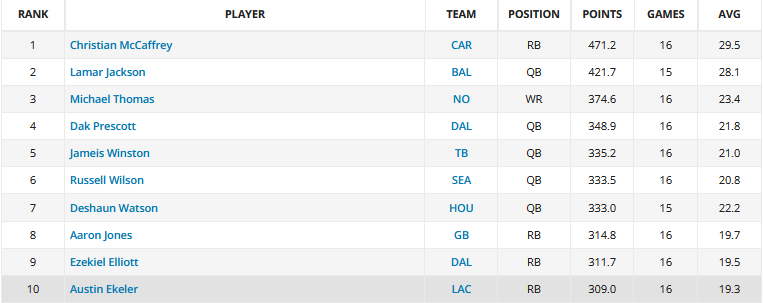 RANK PLAYER TEAM POSITION POINTS GAMES AVG
1 Christian McCaffrey CAR RB 471.2 16 29.5
2 Lamar Jackson BAL QB 421.7 15 28.1
3 Michael Thomas NO WR 374.6 16 23.4
4 Dak Prescott DAL QB 348.9 16 21.8
5 Jameis Winston TB QB 335.2 16 21.0
6 Russell Wilson SEA QB 333.5 16 20.8
7 Deshaun Watson HOU QB 333.0 15 22.2
8 Aaron Jones GB RB 314.8 16 19.7
9 Ezekiel Elliott DAL RB 311.7 16 19.5
10 Austin Ekeler LAC RB 309.0 16 19.3